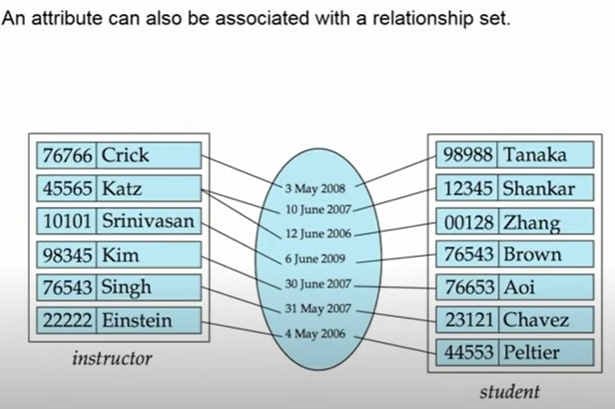 An attribute can also be associated with a relationship set.
76766 Crick
45565 Katz
10101 Srinivasan
98345 Kim
76543 Singh
22222 Einstein
instructor
3 May 2008
10 June 2007
12 June 2006
6 June 2009
30 June 2007
31 May 2007
4 May 2006
98988 Tanaka
12345 Shankar
00128 Zhang
76543 Brown
76653 Aoi
23121 Chavez
44553 Peltier
student